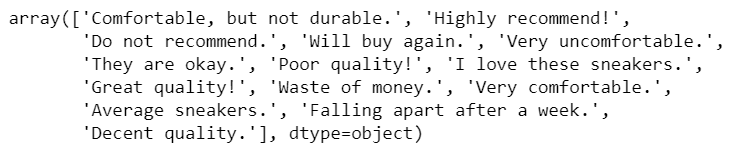 array(['Comfortable, but not durable.', 'Highly recommend!',
'Do not recommend.', 'Will buy again.', 'Very uncomfortable.',
'They are okay.', 'Poor quality!', 'I love these sneakers.',
'Great quality!', 'Waste of money.', 'Very comfortable.',
'Average sneakers.', 'Falling apart after a week.',
'Decent quality.'], dtype=object)